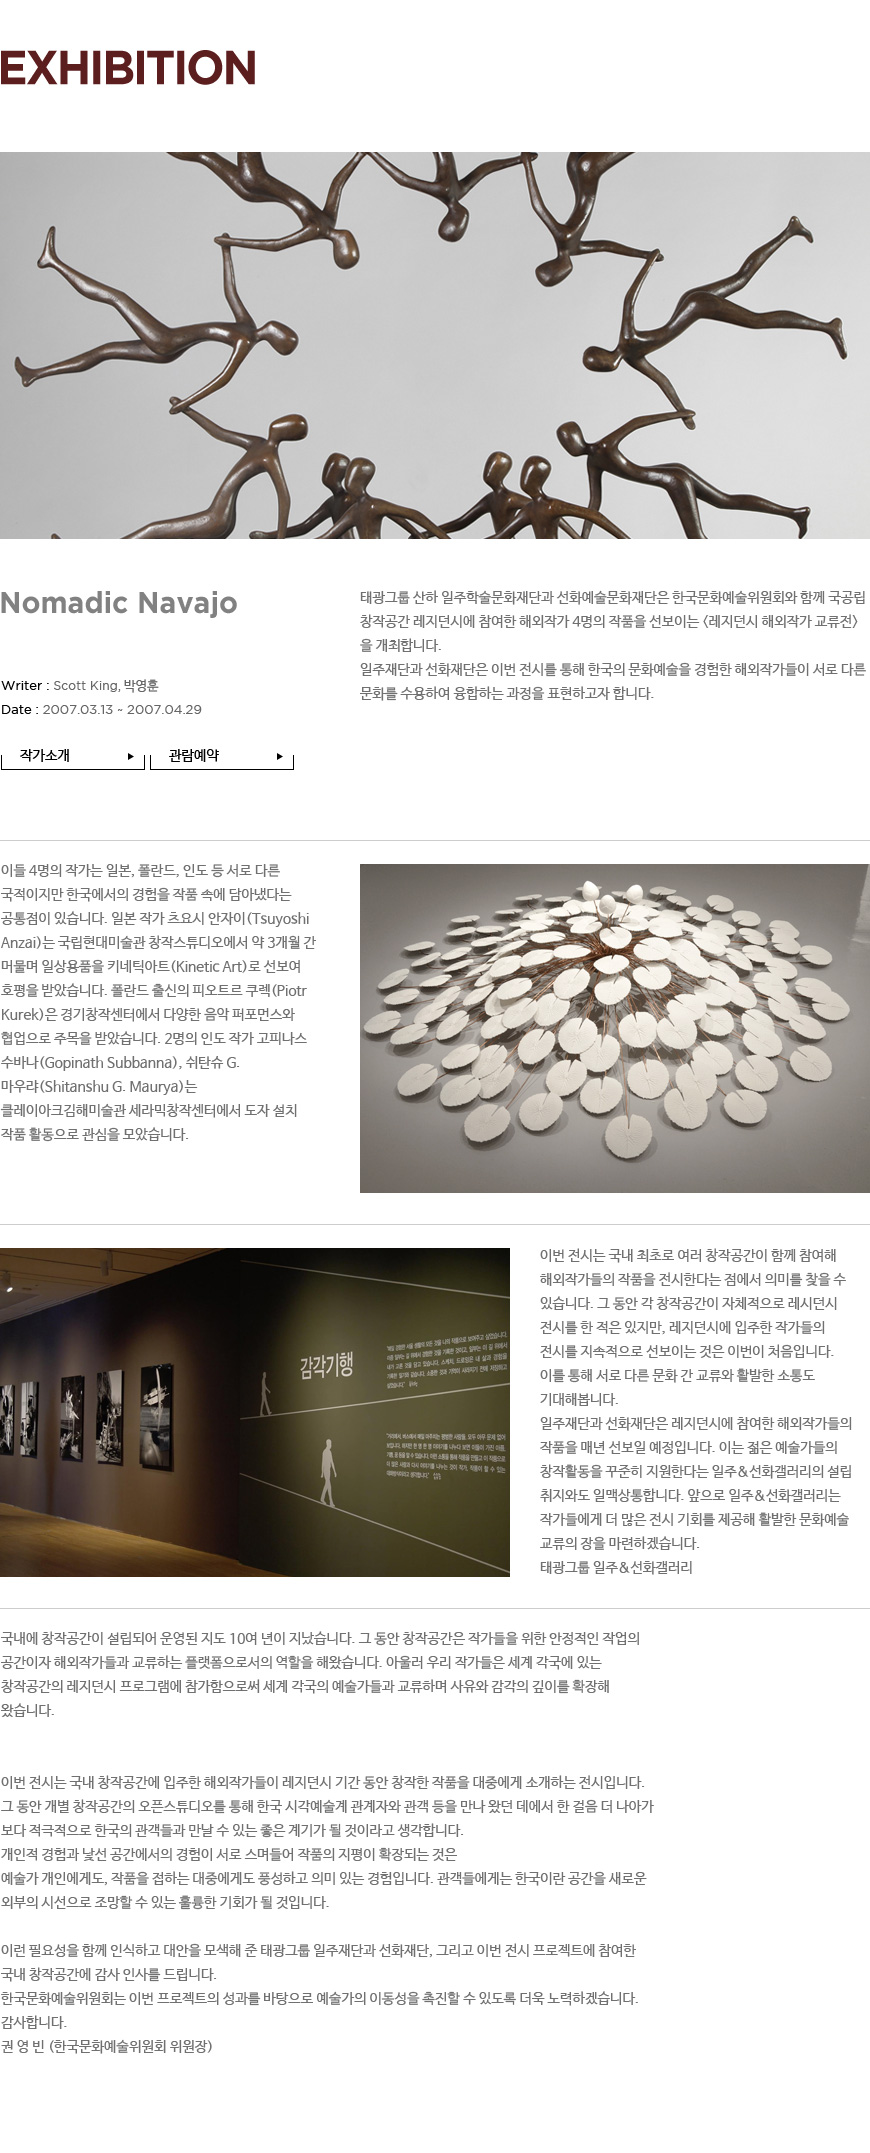 EXHIBITION
Nomadic Navajo
Writer : Scott King, 박영훈
Date : 2007.03.13 ~ 2007.04.29
작가소개
관람예약
태광그룹 산하 일주학술문화재단과 선화예술문화재단은 한국문화예술위원회와 함께 국공립
창작공간 레지던시에 참여한 해외작가 4명의 작품을 선보이는 <레지던시 해외작가 교류전>
을 개최합니다.
일주재단과 선화재단은 이번 전시를 통해 한국의 문화예술을 경험한 해외작가들이 서로 다른
문화를 수용하여 융합하는 과정을 표현하고자 합니다.
이들 4명의 작가는 일본, 폴란드, 인도 등 서로 다른
국적이지만 한국에서의 경험을 작품 속에 담아냈다는
공통점이 있습니다. 일본 작가 츠요시 안자이(Tsuyoshi
Anzai)는 국립현대미술관 창작스튜디오에서 약 3개월 간
머물며 일상용품을 키네틱아트(Kinetic Art)로 선보여
호평을 받았습니다. 폴란드 출신의 피오트르 쿠렉(Piotr
Kurek)은 경기창작센터에서 다양한 음악 퍼포먼스와
협업으로 주목을 받았습니다. 2명의 인도 작가 고피나스
수바나(Gopinath Subbanna), 쉬탄슈 G.
마우랴(Shitanshu G. Maurya)는
클레이아크김해미술관 세라믹창작센터에서 도자 설치
작품 활동으로 관심을 모았습니다.
감각기행
이번 전시는 국내 최초로 여러 창작공간이 함께 참여해
해외작가들의 작품을 전시한다는 점에서 의미를 찾을 수
있습니다. 그 동안 각 창작공간이 자체적으로 레시던시
전시를 한 적은 있지만, 레지던시에 입주한 작가들의
전시를 지속적으로 선보이는 것은 이번이 처음입니다.
이를 통해 서로 다른 문화 간 교류와 활발한 소통도
기대해봅니다.
일주재단과 선화재단은 레지던시에 참여한 해외작가들의
작품을 매년 선보일 예정입니다. 이는 젊은 예술가들의
창작활동을 꾸준히 지원한다는 일주&선화갤러리의 설립
취지와도 일맥상통합니다. 앞으로 일주&선화갤러리는
작가들에게 더 많은 전시 기회를 제공해 활발한 문화예술
교류의 장을 마련하겠습니다.
태광그룹 일주&선화갤러리
국내에 창작공간이 설립되어 운영된 지도 10여 년이 지났습니다. 그 동안 창작공간은 작가들을 위한 안정적인 작업의
공간이자 해외작가들과 교류하는 플랫폼으로서의 역할을 해왔습니다. 아울러 우리 작가들은 세계 각국에 있는
창작공간의 레지던시 프로그램에 참가함으로써 세계 각국의 예술가들과 교류하며 사유와 감각의 깊이를 확장해
왔습니다.
이번 전시는 국내 창작공간에 입주한 해외작가들이 레지던시 기간 동안 창작한 작품을 대중에게 소개하는 전시입니다.
그 동안 개별 창작공간의 오픈스튜디오를 통해 한국 시각예술계 관계자와 관객 등을 만나 왔던 데에서 한 걸음 더 나아가
보다 적극적으로 한국의 관객들과 만날 수 있는 좋은 계기가 될 것이라고 생각합니다.
개인적 경험과 낯선 공간에서의 경험이 서로 스며들어 작품의 지평이 확장되는 것은
예술가 개인에게도, 작품을 접하는 대중에게도 풍성하고 의미 있는 경험입니다. 관객들에게는 한국이란 공간을 새로운
외부의 시선으로 조망할 수 있는 훌륭한 기회가 될 것입니다.
이런 필요성을 함께 인식하고 대안을 모색해 준 태광그룹 일주재단과 선화재단, 그리고 이번 전시 프로젝트에 참여한
국내 창작공간에 감사 인사를 드립니다.
한국문화예술위원회는 이번 프로젝트의 성과를 바탕으로 예술가의 이동성을 촉진할 수 있도록 더욱 노력하겠습니다.
감사합니다.
권 영 빈 (한국문화예술위원회 위원장)